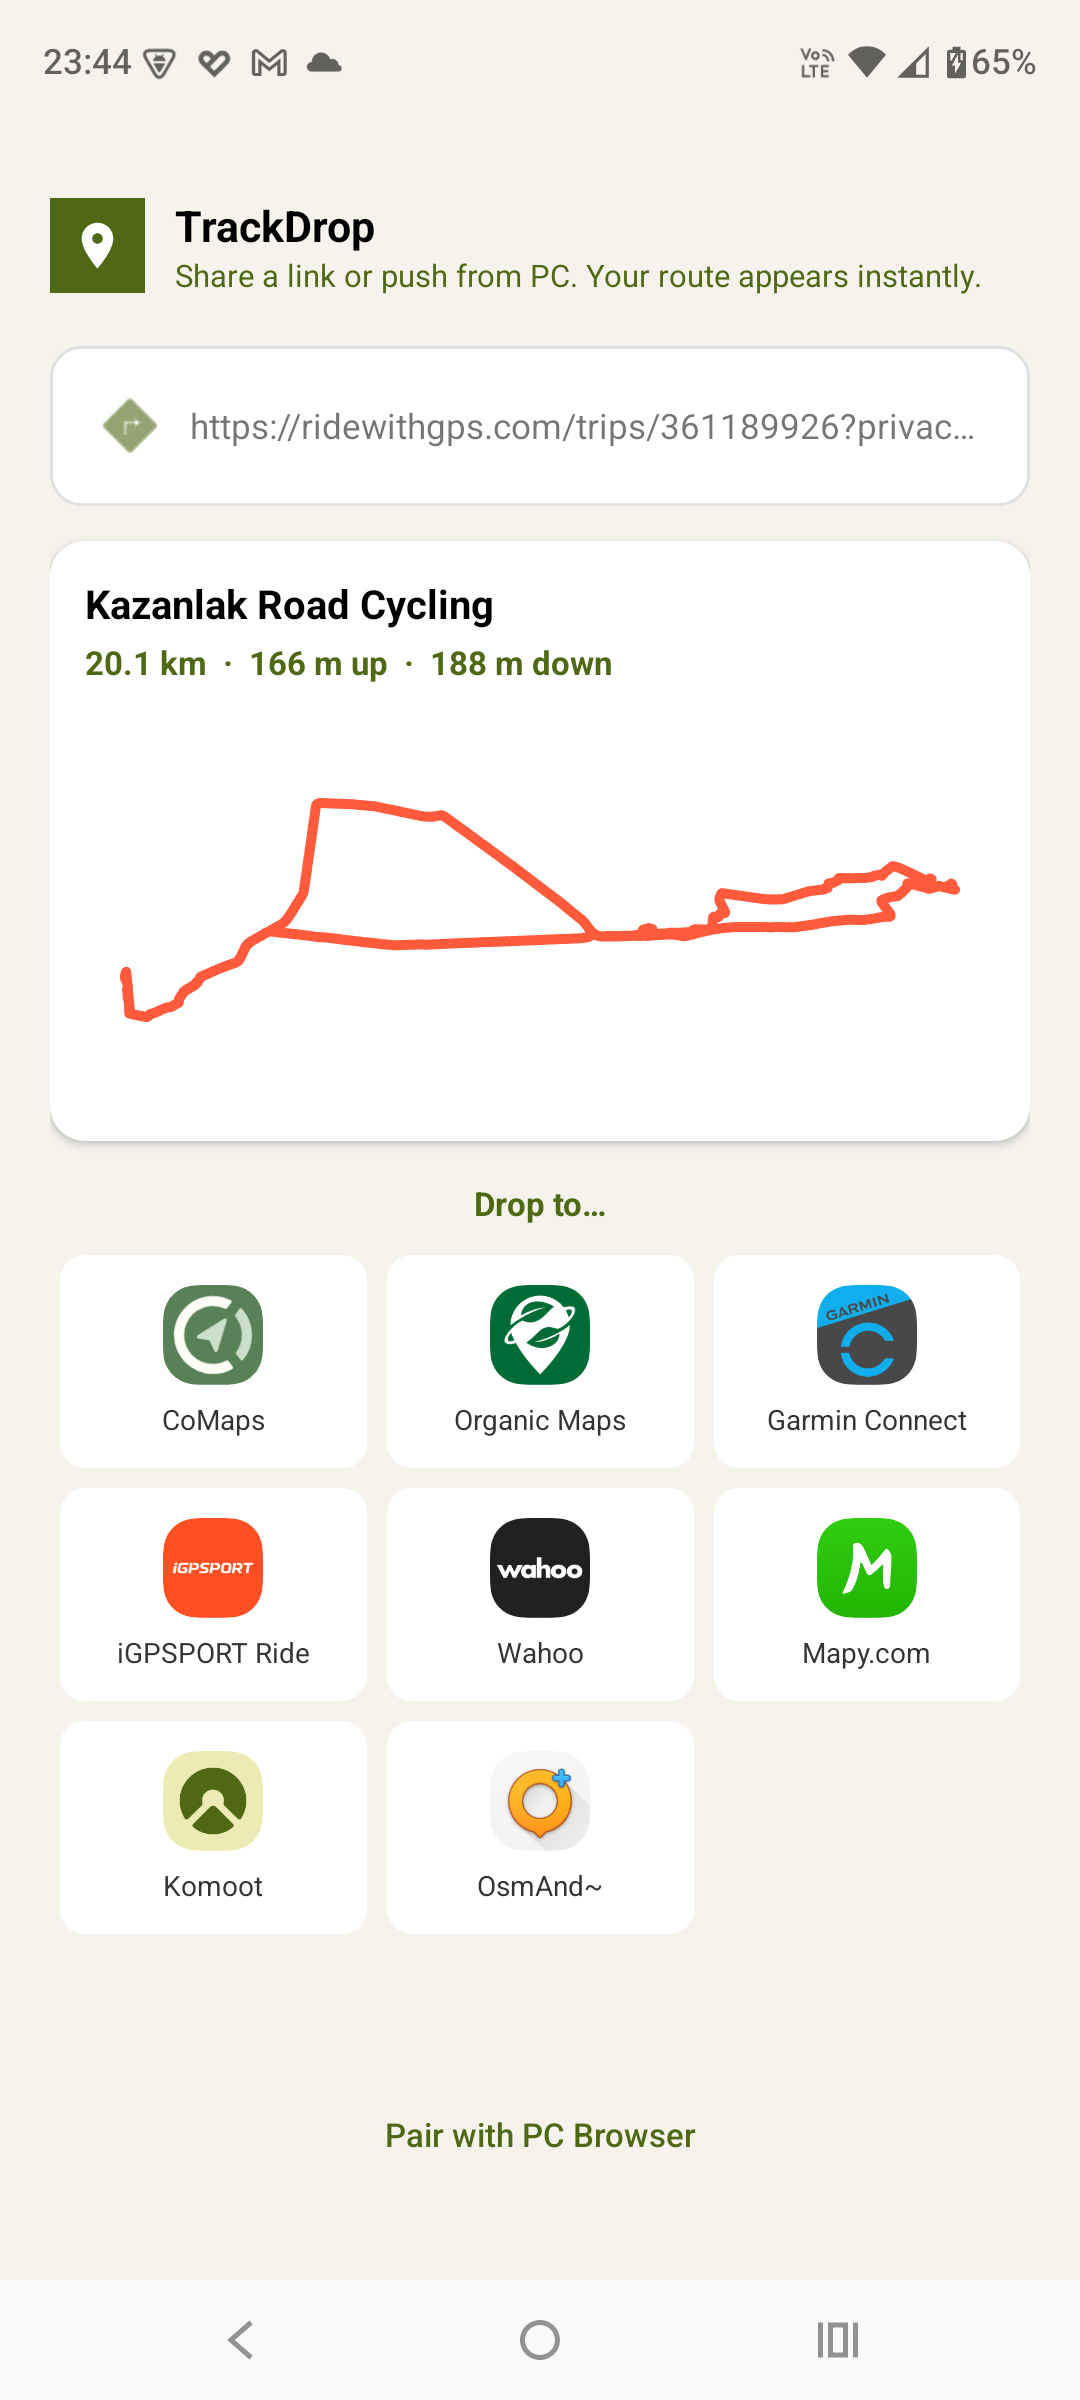 23:44
Vo LTE
65%
TrackDrop
Share a link or push from PC. Your route appears instantly.
https://ridewithgps.com/trips/361189926?privac...
Kazanlak Road Cycling
20.1 km · 166 m up · 188 m down
Drop to...
CoMaps
Organic Maps
GARMIN
Garmin Connect
iGPSPORT
iGPSPORT Ride
wahoo
Wahoo
Mapy.com
Komoot
OsmAnd~
Pair with PC Browser